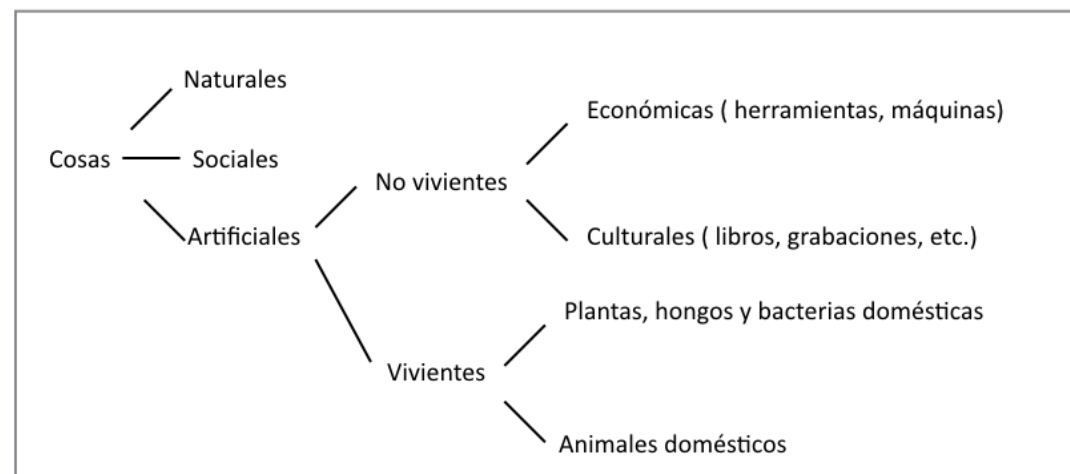 Naturales
Económicas ( herramientas, máquinas)
Cosas
Sociales
No vivientes
Artificiales
Culturales ( libros, grabaciones, etc.)
Plantas, hongos y bacterias domésticas
Vivientes
Animales domésticos